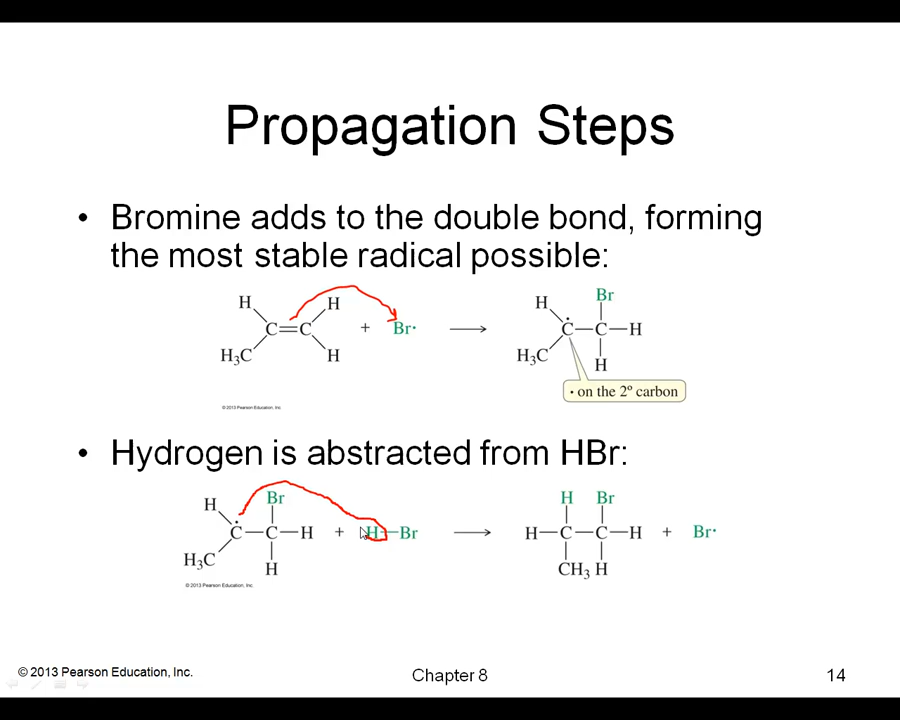 Propagation Steps
• Bromine adds to the double bond, forming
the most stable radical possible:
H H H Br
C=C + Br· ⟶ ·C—C—H
H₃C H H₃C H
· on the 2º carbon
© 2013 Pearson Education, Inc.
• Hydrogen is abstracted from HBr:
H Br H Br
·C—C—H + H—Br ⟶ H—C—C—H + Br·
H₃C H CH₃ H
© 2013 Pearson Education, Inc.
© 2013 Pearson Education, Inc.
Chapter 8
14